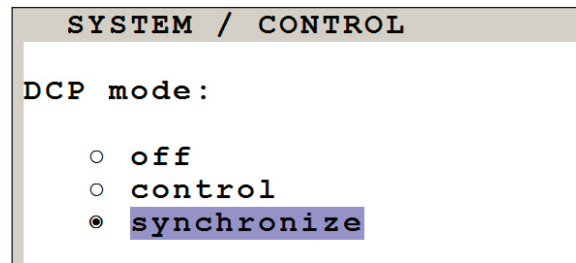 SYSTEM / CONTROL
DCP mode:
off
control
synchronize